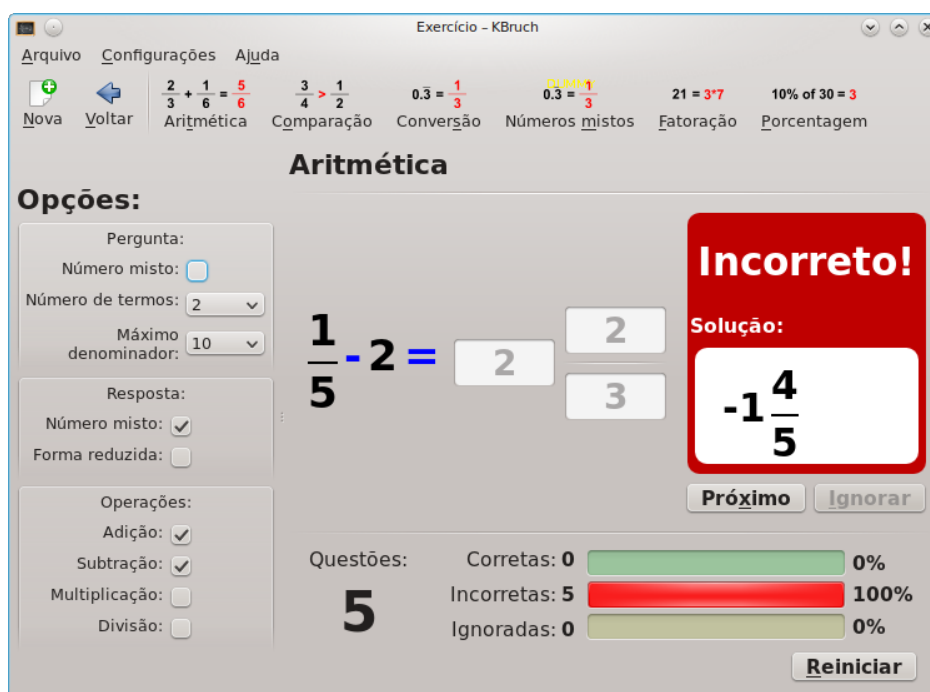 Exercício – KBruch
Arquivo Configurações Ajuda
2/3 + 1/6 = 5/6
3/4 > 1/2
0.3̅ = 1/3
0.3̅ = 1/3
21 = 3*7
10% of 30 = 3
Nova Voltar Aritmética Comparação Conversão Números mistos Fatoração Porcentagem
Aritmética
Opções:
Pergunta:
Número misto:
Número de termos: 2
Máximo
denominador: 10
Resposta:
Número misto:
Forma reduzida:
Operações:
Adição:
Subtração:
Multiplicação:
Divisão:
1/5 - 2 = 2 2/3
Incorreto!
Solução:
-1 4/5
Próximo Ignorar
Questões:
5
Corretas: 0 0%
Incorretas: 5 100%
Ignoradas: 0 0%
Reiniciar